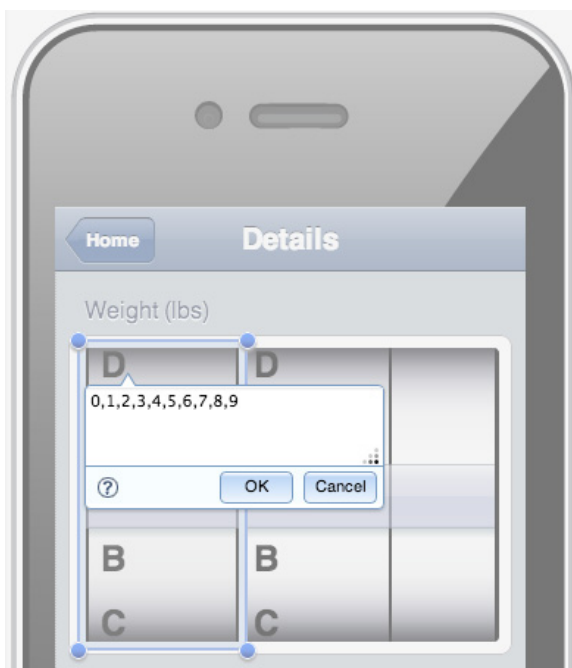 Home
Details
Weight (lbs)
D D
0,1,2,3,4,5,6,7,8,9
?
OK
Cancel
B B
C C